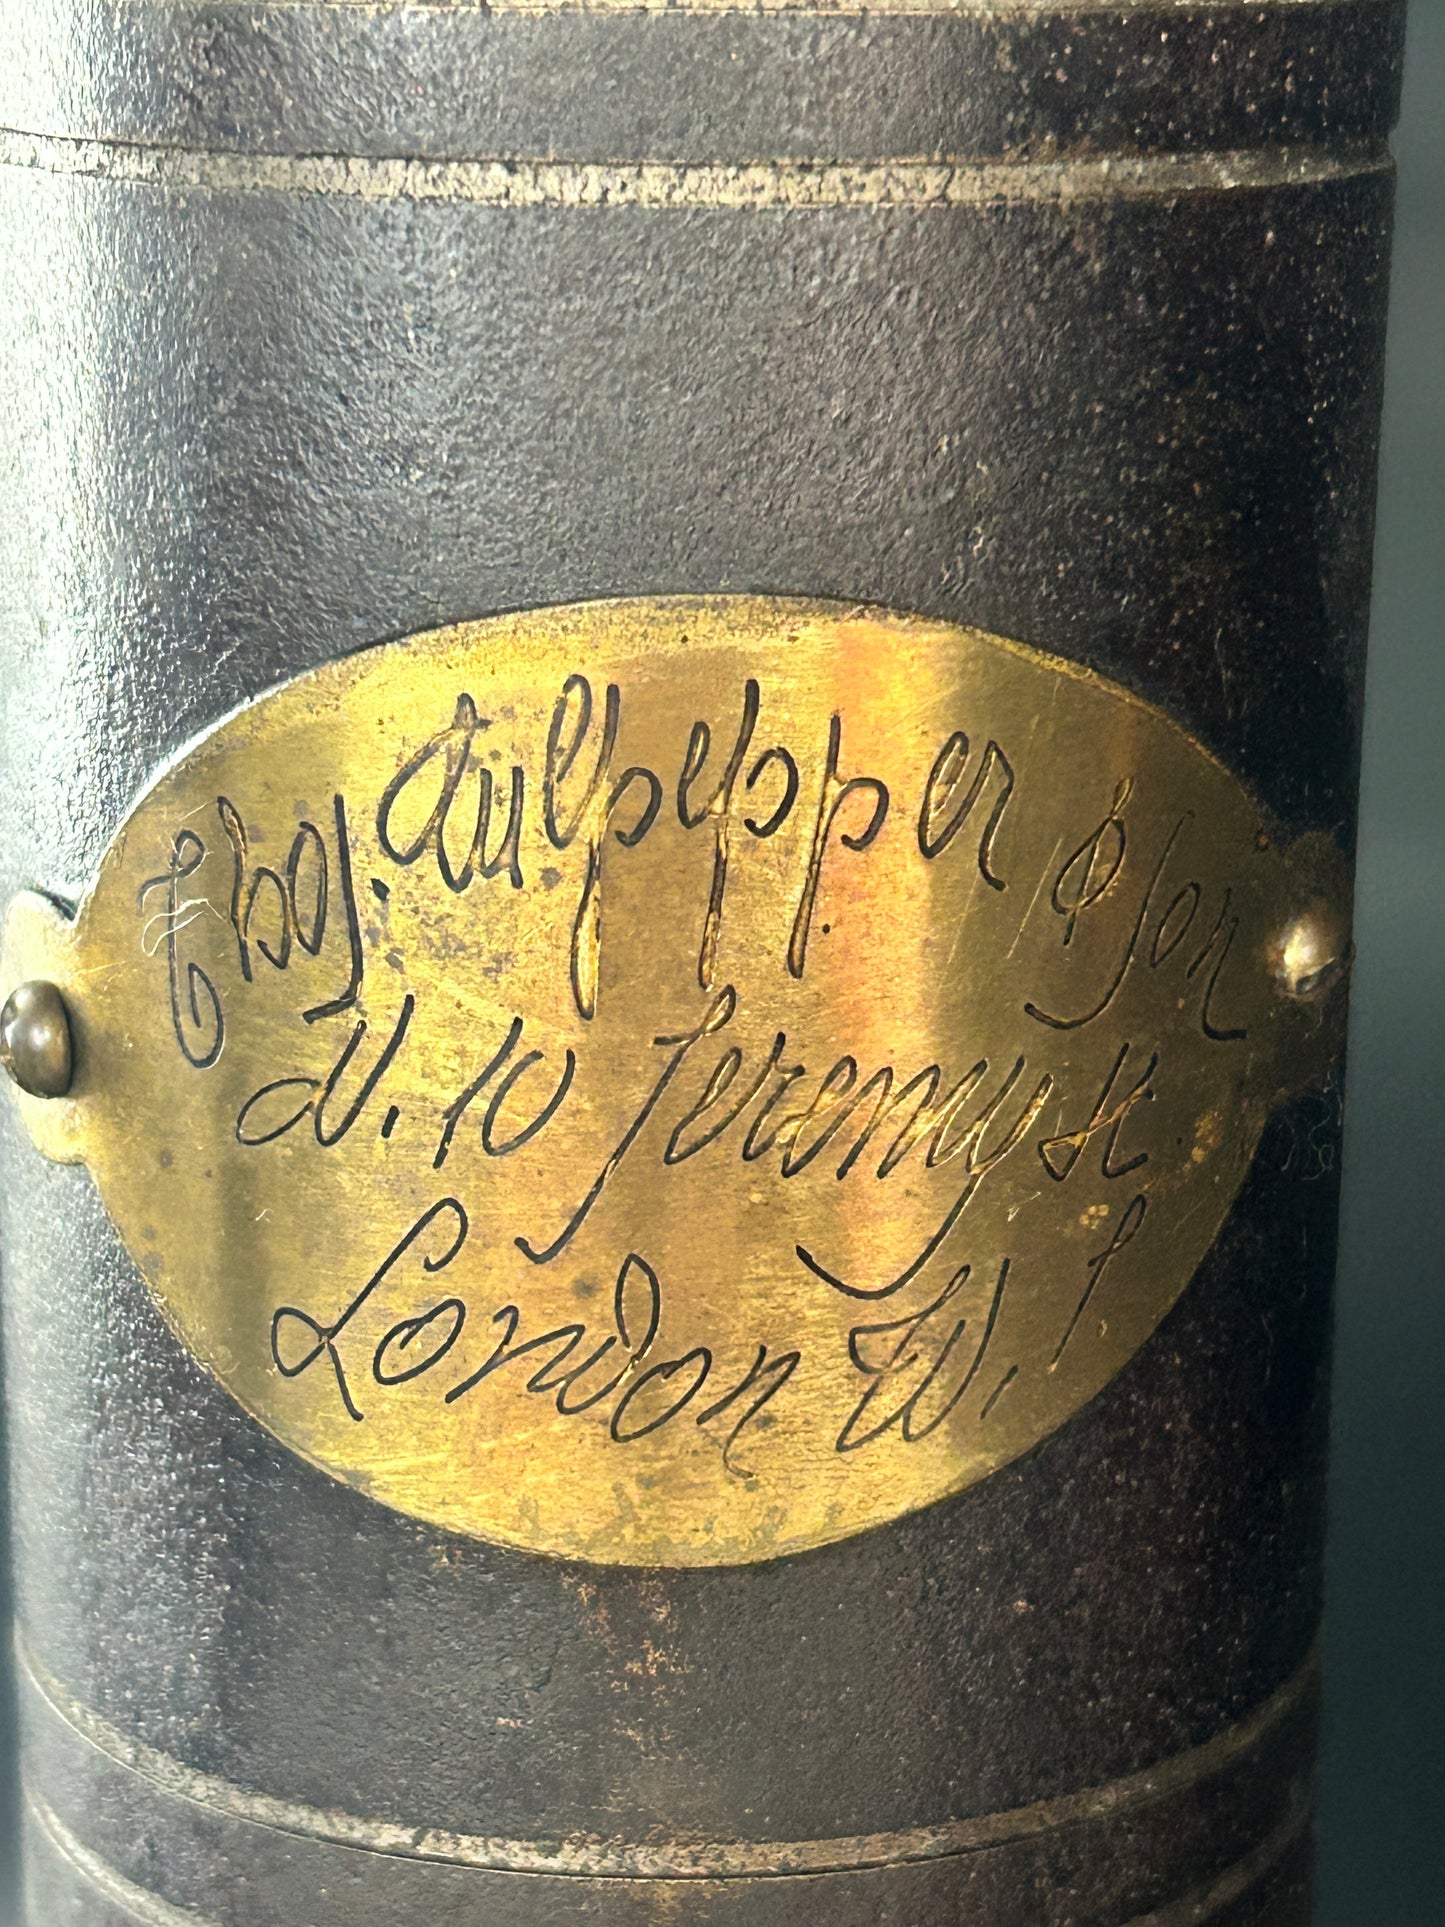 Thos. Culpepper & Son
N. 10 Jeremy St.
London W. 1